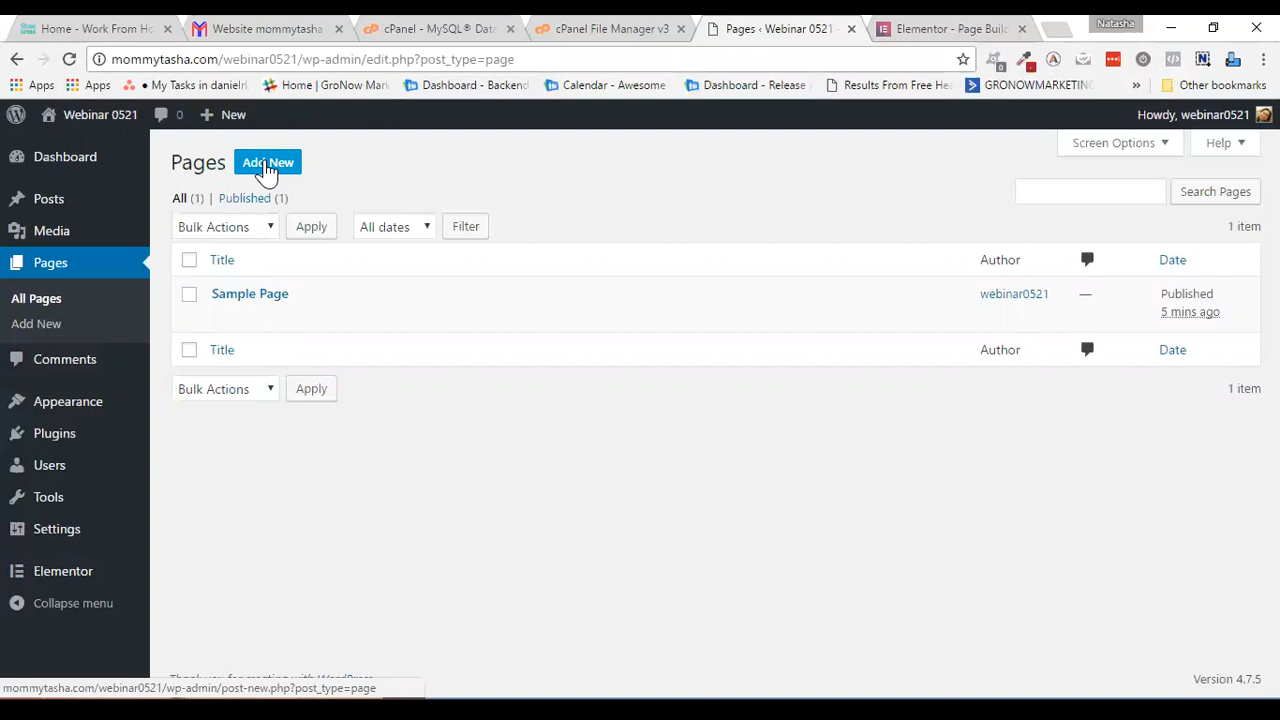 Home - Work From Ho
Website mommytasha
cPanel - MySQL® Dat
cPanel File Manager v3
Pages ‹ Webinar 0521 -
Elementor - Page Build
Natasha
mommytasha.com/webinar0521/wp-admin/edit.php?post_type=page
Apps
Apps
My Tasks in danielr
Home | GroNow Mark
Dashboard - Backend
Calendar - Awesome
Dashboard - Release
Results From Free He
GRONOWMARKETING
»
Other bookmarks
Webinar 0521
0
+ New
Howdy, webinar0521
Dashboard
Posts
Media
Pages
All Pages
Add New
Comments
Appearance
Plugins
Users
Tools
Settings
Elementor
Collapse menu
Screen Options
Help
Pages Add New
All (1) | Published (1)
Search Pages
Bulk Actions Apply All dates Filter
1 item
Title Author Date
Sample Page webinar0521 — Published
5 mins ago
Title Author Date
Bulk Actions Apply
1 item
Version 4.7.5
mommytasha.com/webinar0521/wp-admin/post-new.php?post_type=page